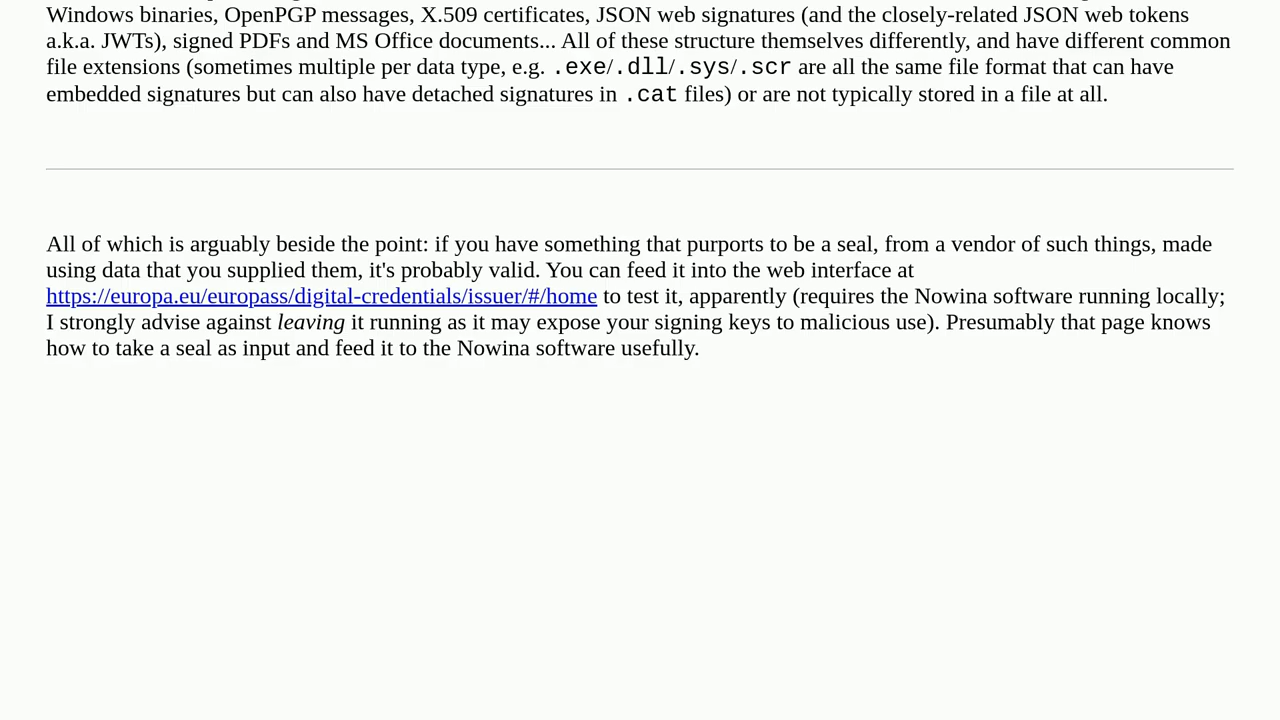 Windows binaries, OpenPGP messages, X.509 certificates, JSON web signatures (and the closely-related JSON web tokens
a.k.a. JWTs), signed PDFs and MS Office documents... All of these structure themselves differently, and have different common
file extensions (sometimes multiple per data type, e.g. .exe/.dll/.sys/.scr are all the same file format that can have
embedded signatures but can also have detached signatures in .cat files) or are not typically stored in a file at all.
All of which is arguably beside the point: if you have something that purports to be a seal, from a vendor of such things, made
using data that you supplied them, it's probably valid. You can feed it into the web interface at
https://europa.eu/europass/digital-credentials/issuer/#/home to test it, apparently (requires the Nowina software running locally;
I strongly advise against leaving it running as it may expose your signing keys to malicious use). Presumably that page knows
how to take a seal as input and feed it to the Nowina software usefully.